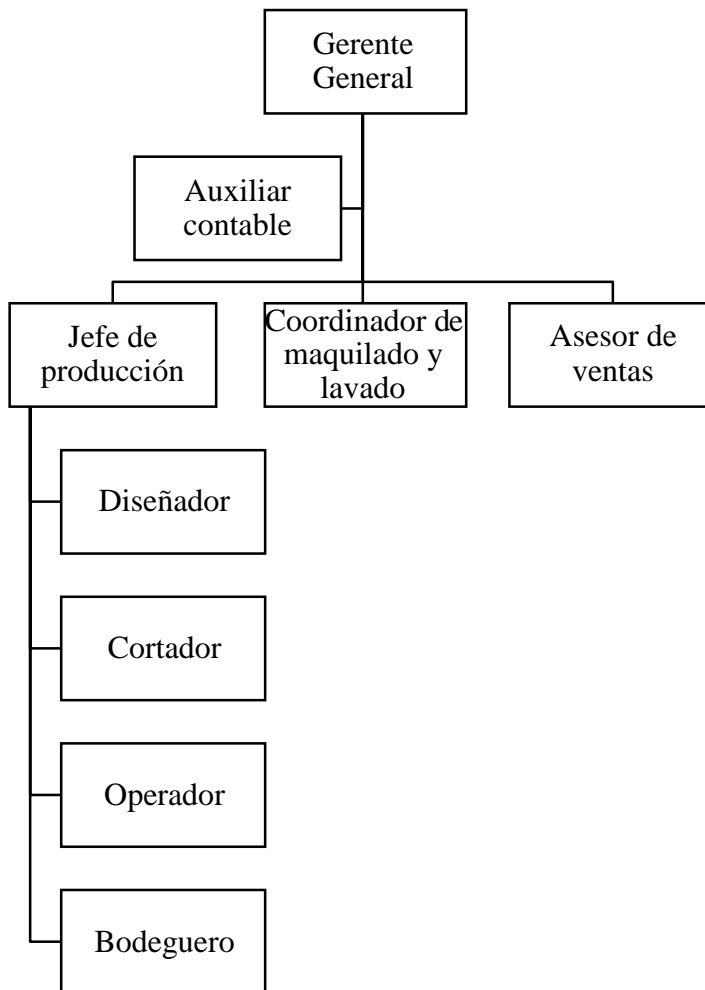 Gerente
General
Auxiliar
contable
Jefe de
producción
Coordinador de
maquilado y
lavado
Asesor de
ventas
Diseñador
Cortador
Operador
Bodeguero